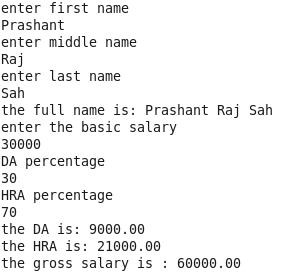 enter first name
Prashant
enter middle name
Raj
enter last name
Sah
the full name is: Prashant Raj Sah
enter the basic salary
30000
DA percentage
30
HRA percentage
70
the DA is: 9000.00
the HRA is: 21000.00
the gross salary is : 60000.00